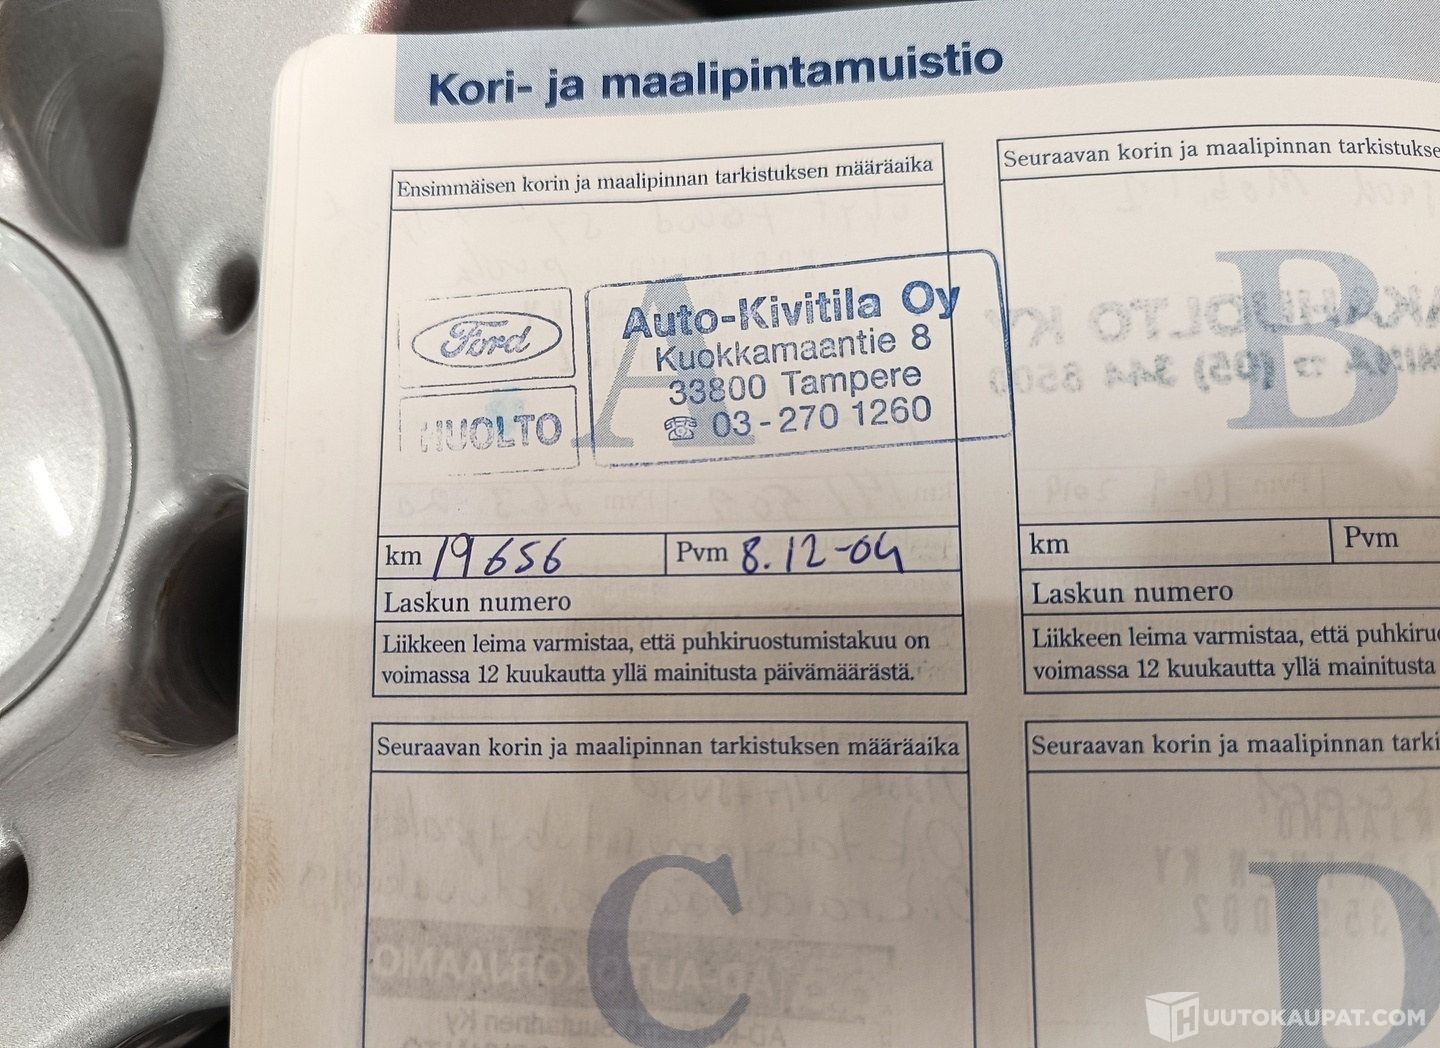 Kori- ja maalipintamuistio
Ensimmäisen korin ja maalipinnan tarkistuksen määräaika
A
Ford
HUOLTO
Auto-Kivitila Oy
Kuokkamaantie 8
33800 Tampere
☎ 03-270 1260
km 19656
Pvm 8.12-04
Laskun numero
Liikkeen leima varmistaa, että puhkiruostumistakuu on
voimassa 12 kuukautta yllä mainitusta päivämäärästä.
Seuraavan korin ja maalipinnan tarkistukse
B
km
Pvm
Laskun numero
Liikkeen leima varmistaa, että puhkiru
voimassa 12 kuukautta yllä mainitusta
Seuraavan korin ja maalipinnan tarkistuksen määräaika
C
Seuraavan korin ja maalipinnan tarki
D
HUUTOKAUPAT.COM